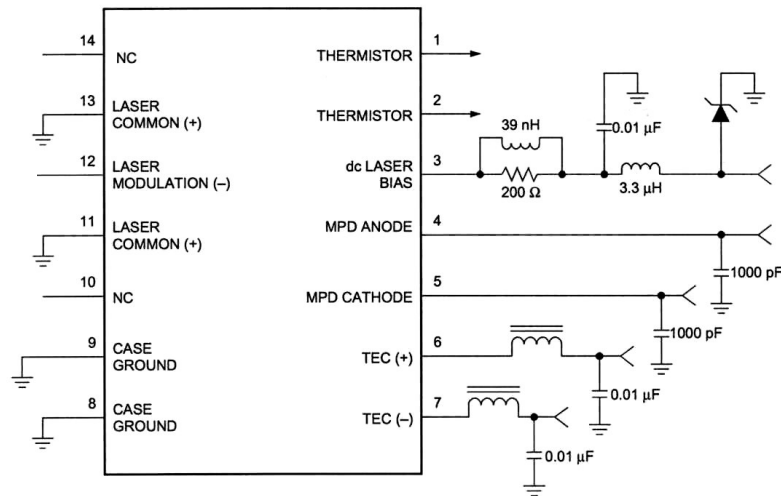 14
NC
13
LASER
COMMON (+)
12
LASER
MODULATION (–)
11
LASER
COMMON (+)
10
NC
9
CASE
GROUND
8
CASE
GROUND
1
THERMISTOR
2
THERMISTOR
3
dc LASER
BIAS
39 nH
200 Ω
0.01 μF
3.3 μH
4
MPD ANODE
1000 pF
5
MPD CATHODE
1000 pF
6
TEC (+)
0.01 μF
7
TEC (–)
0.01 μF